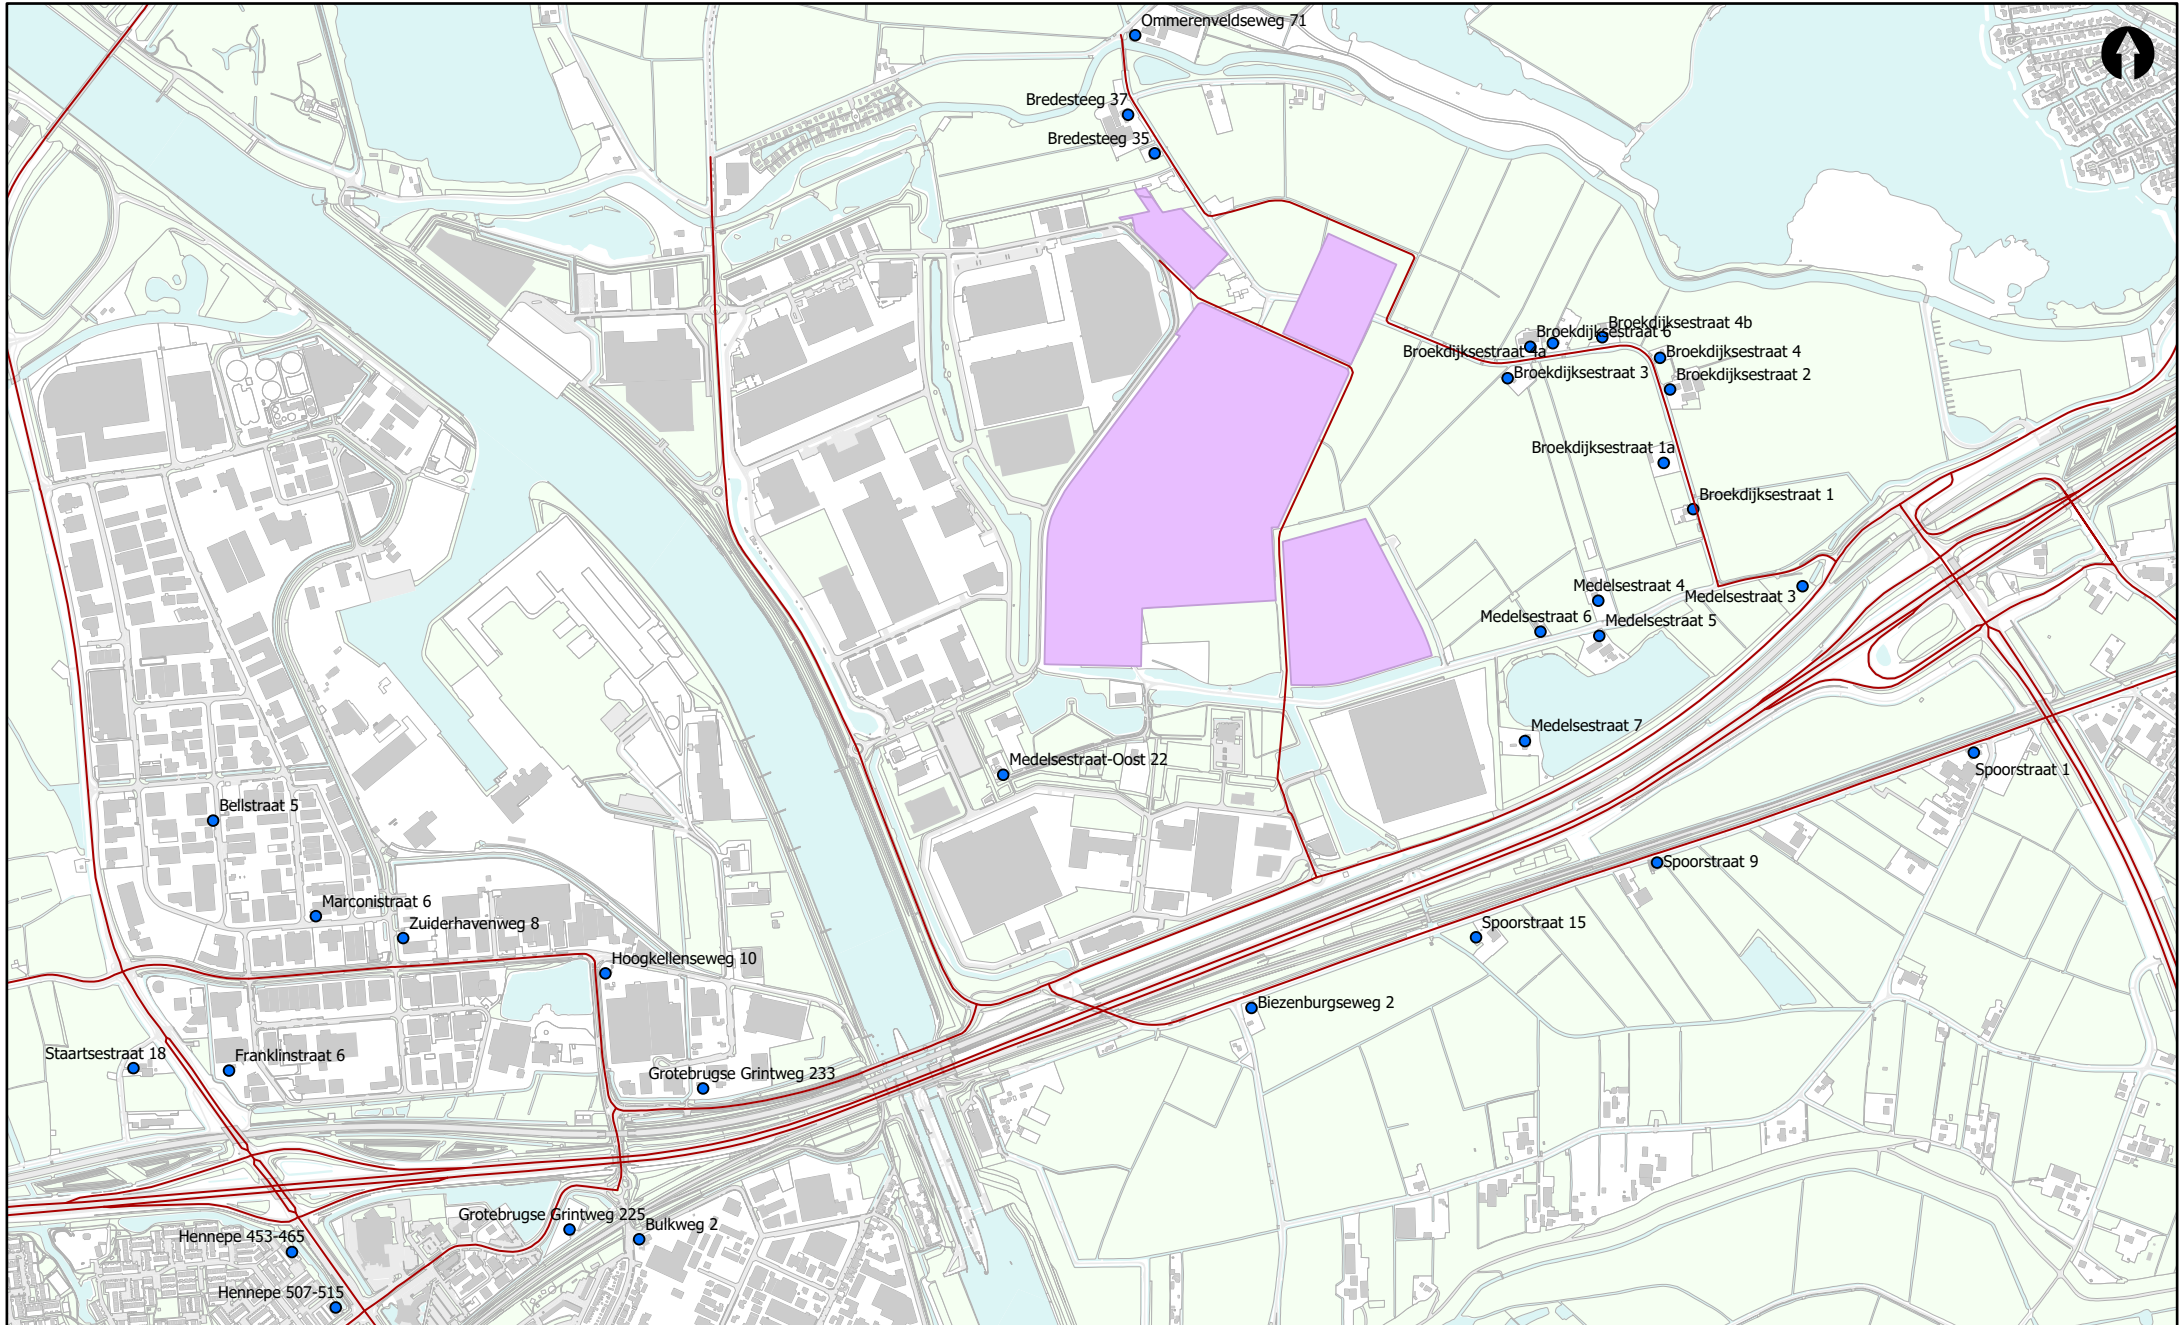 Ommerenveldseweg 71
Bredesteeg 37
Bredesteeg 35
Broekdijksestraat 4b
Broekdijksestraat 6
Broekdijksestraat 4a
Broekdijksestraat 4
Broekdijksestraat 3
Broekdijksestraat 2
Broekdijksestraat 1a
Broekdijksestraat 1
Medelsestraat 4
Medelsestraat 3
Medelsestraat 6
Medelsestraat 5
Medelsestraat 7
Medelsestraat-Oost 22
Spoorstraat 1
Bellstraat 5
Spoorstraat 9
Marconistraat 6
Zuiderhavenweg 8
Spoorstraat 15
Hoogkellenseweg 10
Biezenburgseweg 2
Staartsestraat 18
Franklinstraat 6
Grotebrugse Grintweg 233
Grotebrugse Grintweg 225
Bulkweg 2
Hennepe 453-465
Hennepe 507-515